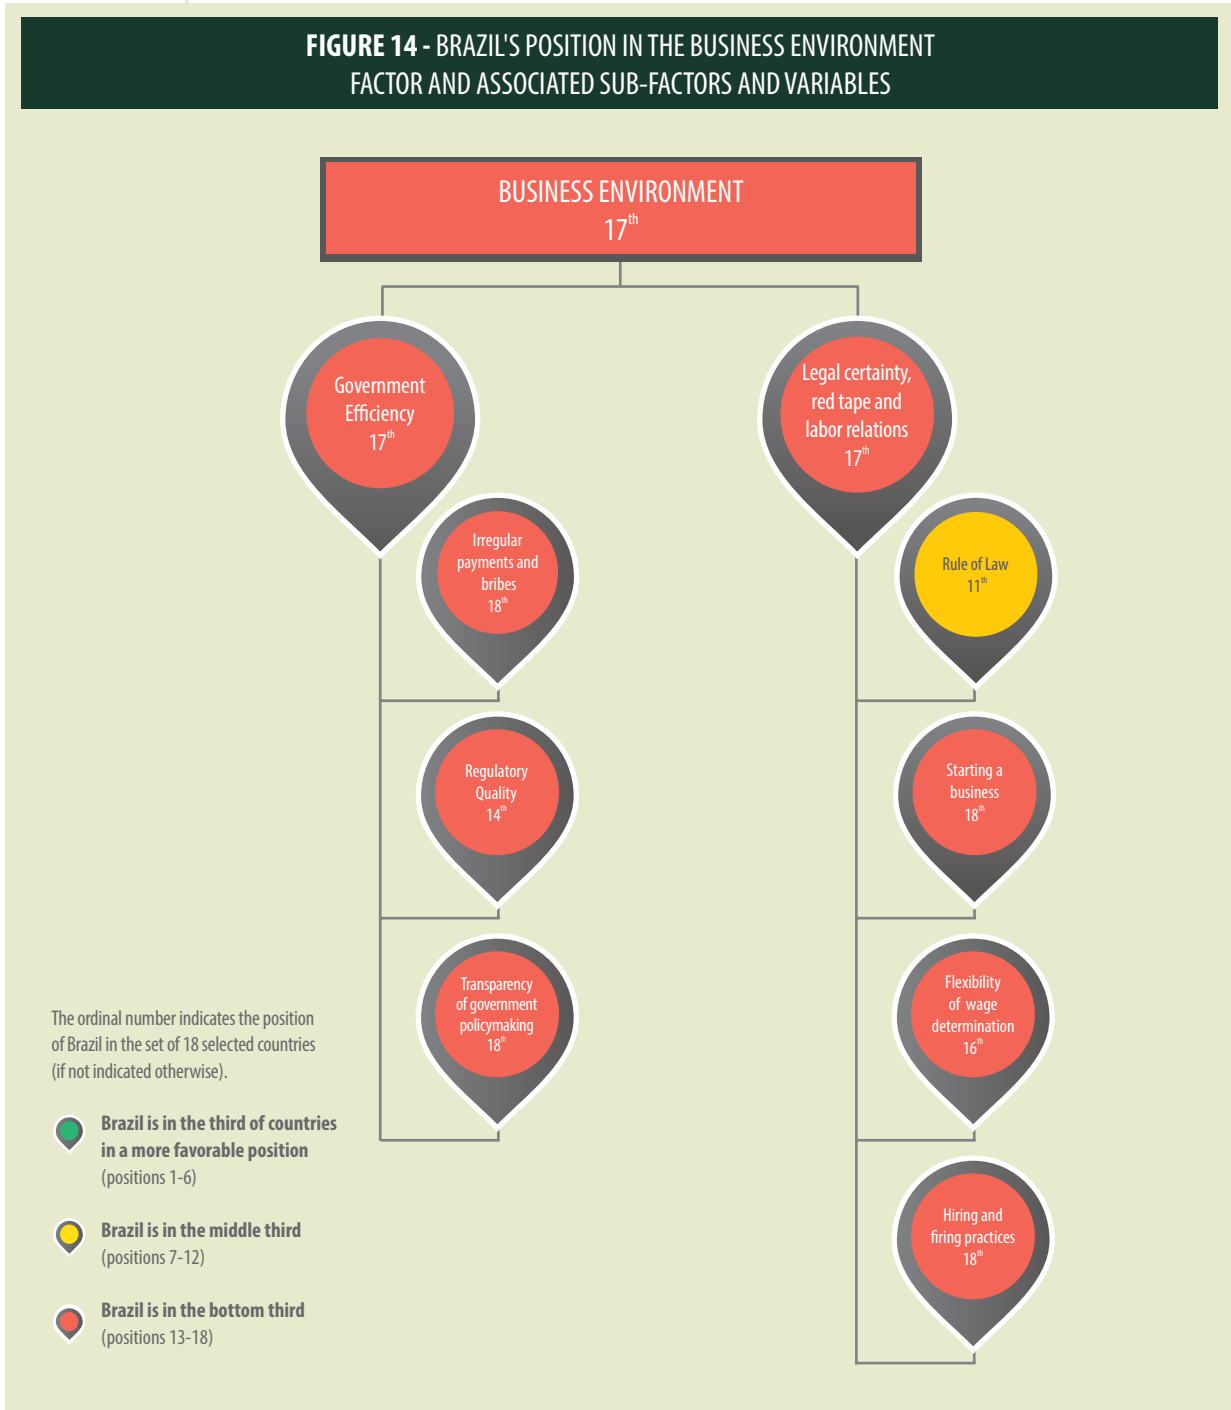 FIGURE 14 - BRAZIL'S POSITION IN THE BUSINESS ENVIRONMENT
FACTOR AND ASSOCIATED SUB-FACTORS AND VARIABLES
BUSINESS ENVIRONMENT
17th
Government
Efficiency
17th
Irregular
payments and
bribes
18th
Regulatory
Quality
14th
Transparency
of government
policymaking
18th
Legal certainty,
red tape and
labor relations
17th
Rule of Law
11th
Starting a
business
18th
Flexibility
of wage
determination
16th
Hiring and
firing practices
18th
The ordinal number indicates the position
of Brazil in the set of 18 selected countries
(if not indicated otherwise).
Brazil is in the third of countries
in a more favorable position
(positions 1-6)
Brazil is in the middle third
(positions 7-12)
Brazil is in the bottom third
(positions 13-18)